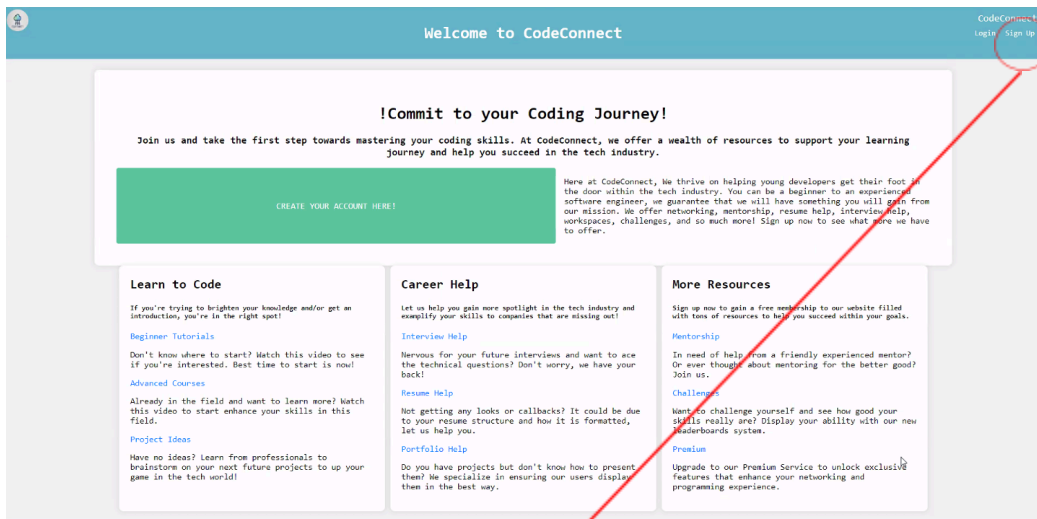 Welcome to CodeConnect
CodeConnect
Login Sign Up
!Commit to your Coding Journey!
Join us and take the first step towards mastering your coding skills. At CodeConnect, we offer a wealth of resources to support your learning
journey and help you succeed in the tech industry.
CREATE YOUR ACCOUNT HERE!
Here at CodeConnect, We thrive on helping young developers get their foot in
the door within the tech industry. You can be a beginner to an experienced
software engineer, we guarantee that we will have something you will gain from
our mission. We offer networking, mentorship, resume help, interview help,
workspaces, challenges, and so much more! Sign up now to see what more we have
to offer.
Learn to Code
If you're trying to brighten your knowledge and/or get an
introduction, you're in the right spot!
Beginner Tutorials
Don't know where to start? Watch this video to see
if you're interested. Best time to start is now!
Advanced Courses
Already in the field and want to learn more? Watch
this video to start enhance your skills in this
field.
Project Ideas
Have no ideas? Learn from professionals to
brainstorm on your next future projects to up your
game in the tech world!
Career Help
Let us help you gain more spotlight in the tech industry and
examplify your skills to companies that are missing out!
Interview Help
Nervous for your future interviews and want to ace
the technical questions? Don't worry, we have your
back!
Resume Help
Not getting any looks or callbacks? It could be due
to your resume structure and how it is formatted,
let us help you.
Portfolio Help
Do you have projects but don't know how to present
them? We specialize in ensuring our users display
them in the best way.
More Resources
Sign up now to gain a free membership to our website filled
with tons of resources to help you succeed within your goals.
Mentorship
In need of help from a friendly experienced mentor?
Or ever thought about mentoring for the better good?
Join us.
Challenges
Want to challenge yourself and see how good your
skills really are? Display your ability with our new
leaderboards system.
Premium
Upgrade to our Premium Service to unlock exclusive
features that enhance your networking and
programming experience.